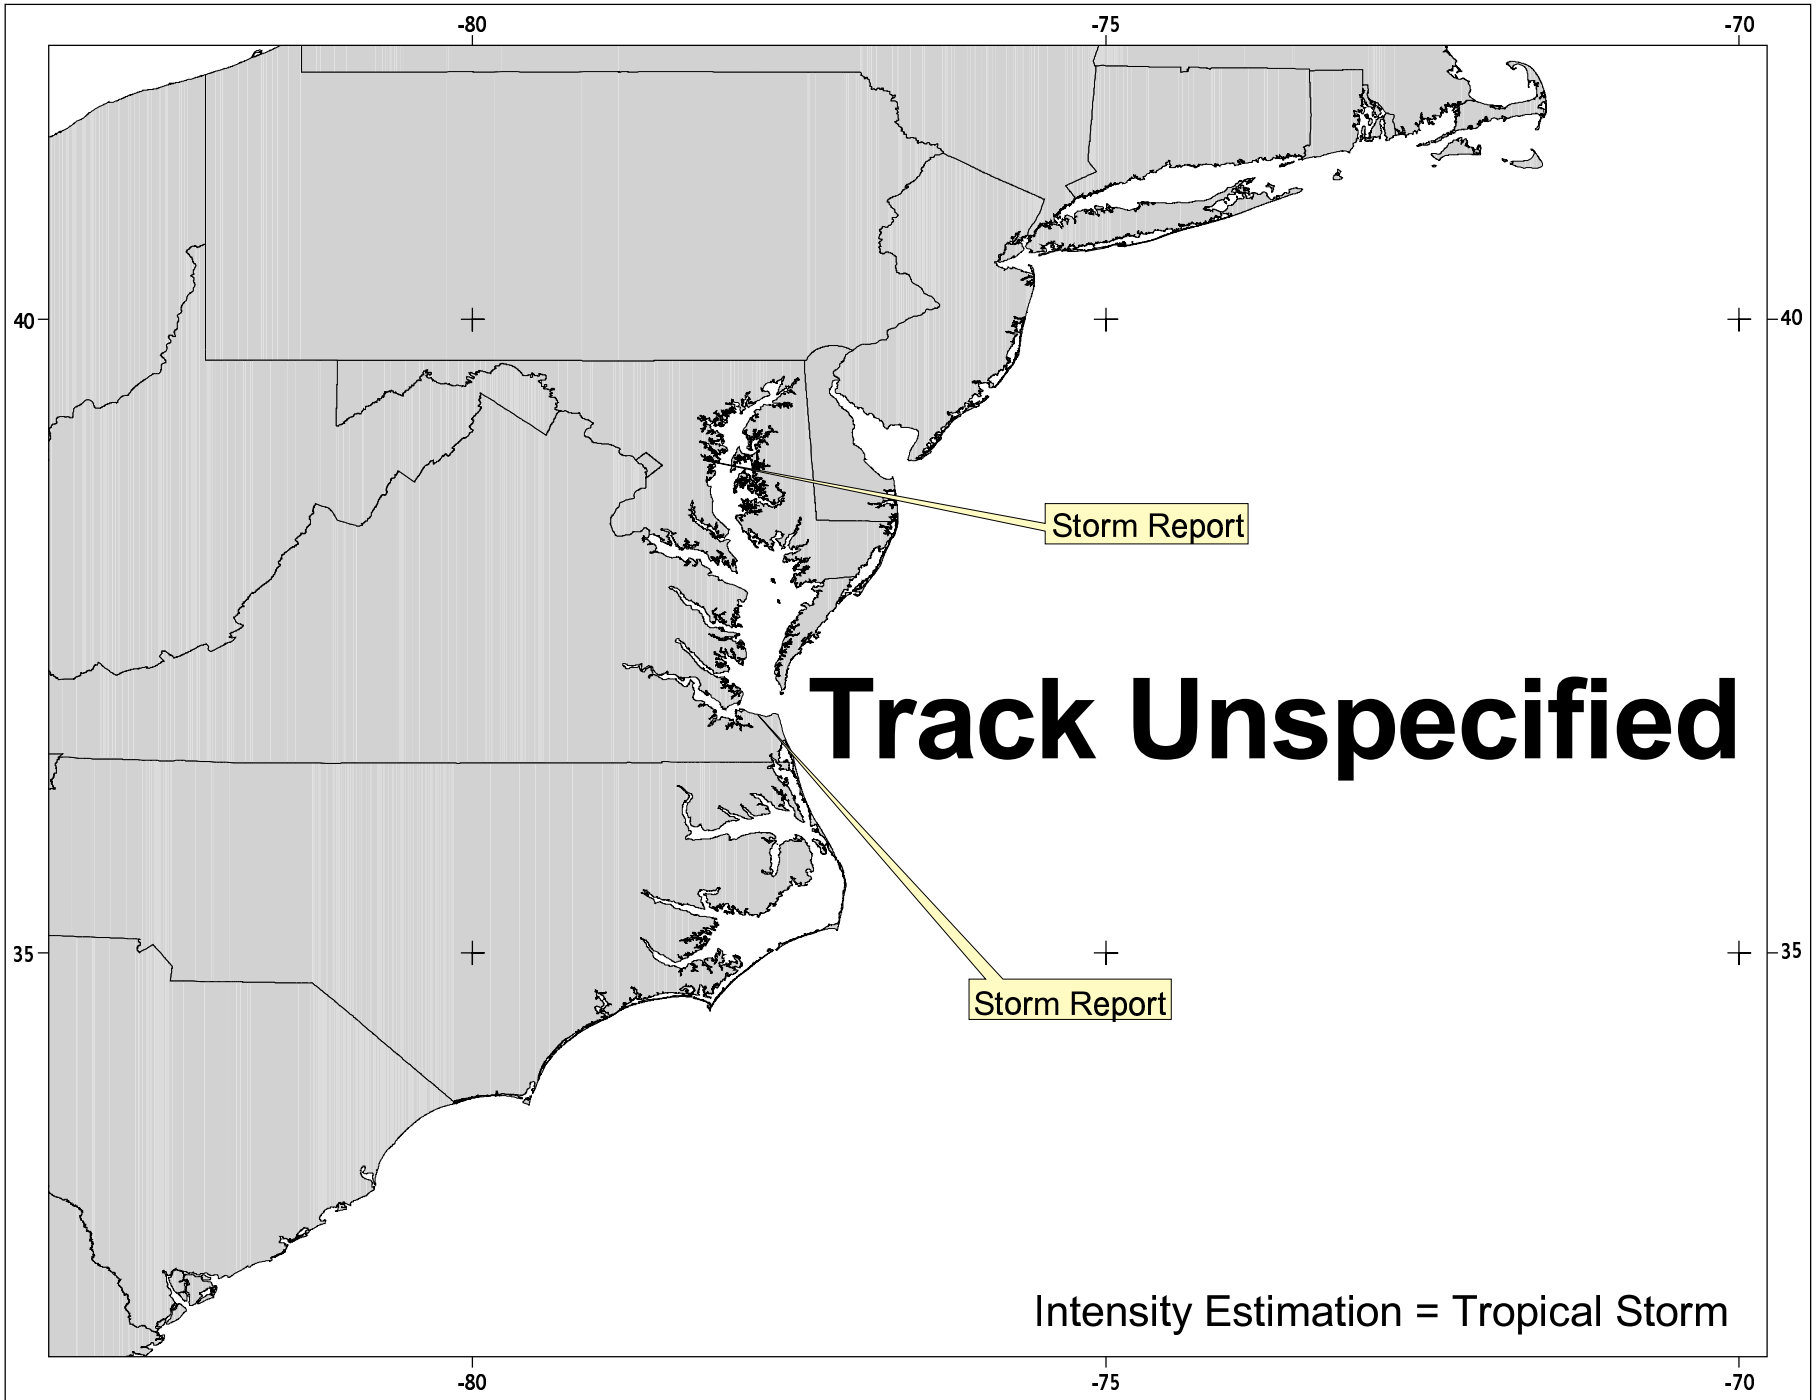 -80 -75 -70
40 40
Storm Report
Track Unspecified
35 35
Storm Report
Intensity Estimation = Tropical Storm
-80 -75 -70